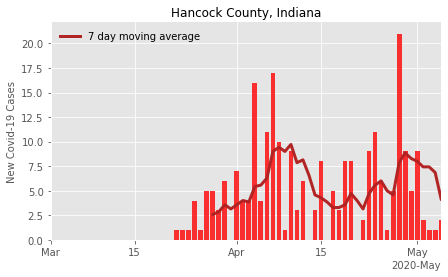 Hancock County, Indiana
7 day moving average
New Covid-19 Cases
20.0
17.5
15.0
12.5
10.0
7.5
5.0
2.5
0.0
Mar 15 Apr 15 May
2020-May